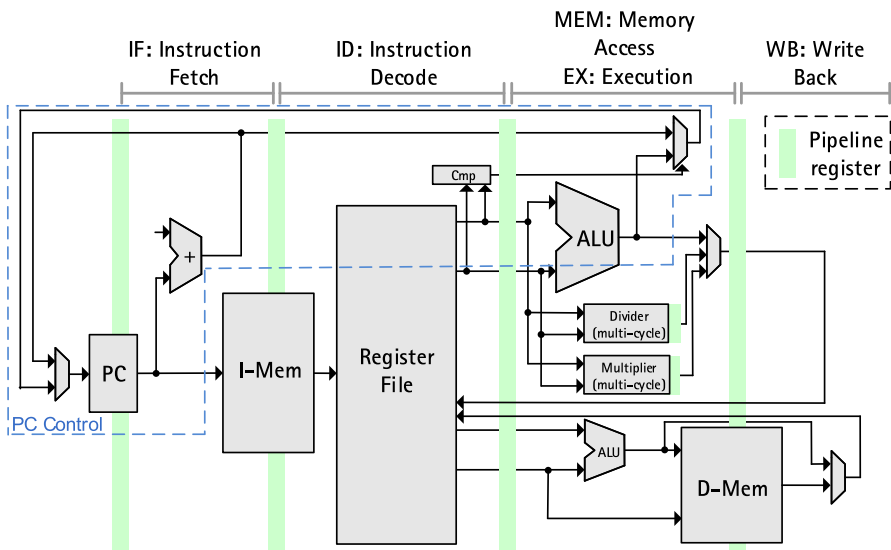 MEM: Memory
Access
EX: Execution
IF: Instruction
Fetch
ID: Instruction
Decode
WB: Write
Back
Pipeline
register
Cmp
ALU
+
Divider
(multi-cycle)
Multiplier
(multi-cycle)
PC
I-Mem
Register
File
PC Control
ALU
D-Mem